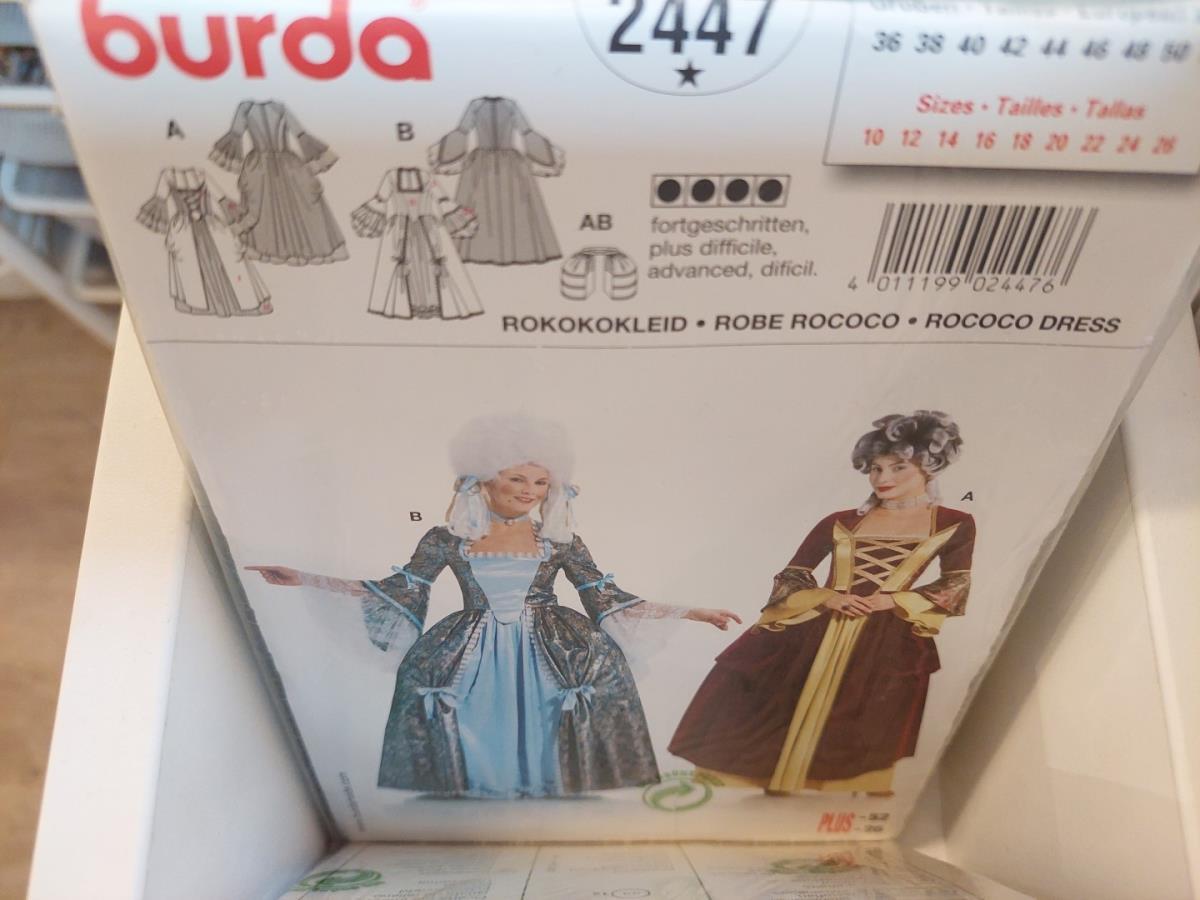 burda
2447
36 38 40 42 44 46 48 50
Sizes • Tailles • Tallas
10 12 14 16 18 20 22 24 26
A
B
AB
fortgeschritten,
plus difficile,
advanced, difícil.
4 011199 024476
ROKOKOKLEID • ROBE ROCOCO • ROCOCO DRESS
B
A
PLUS